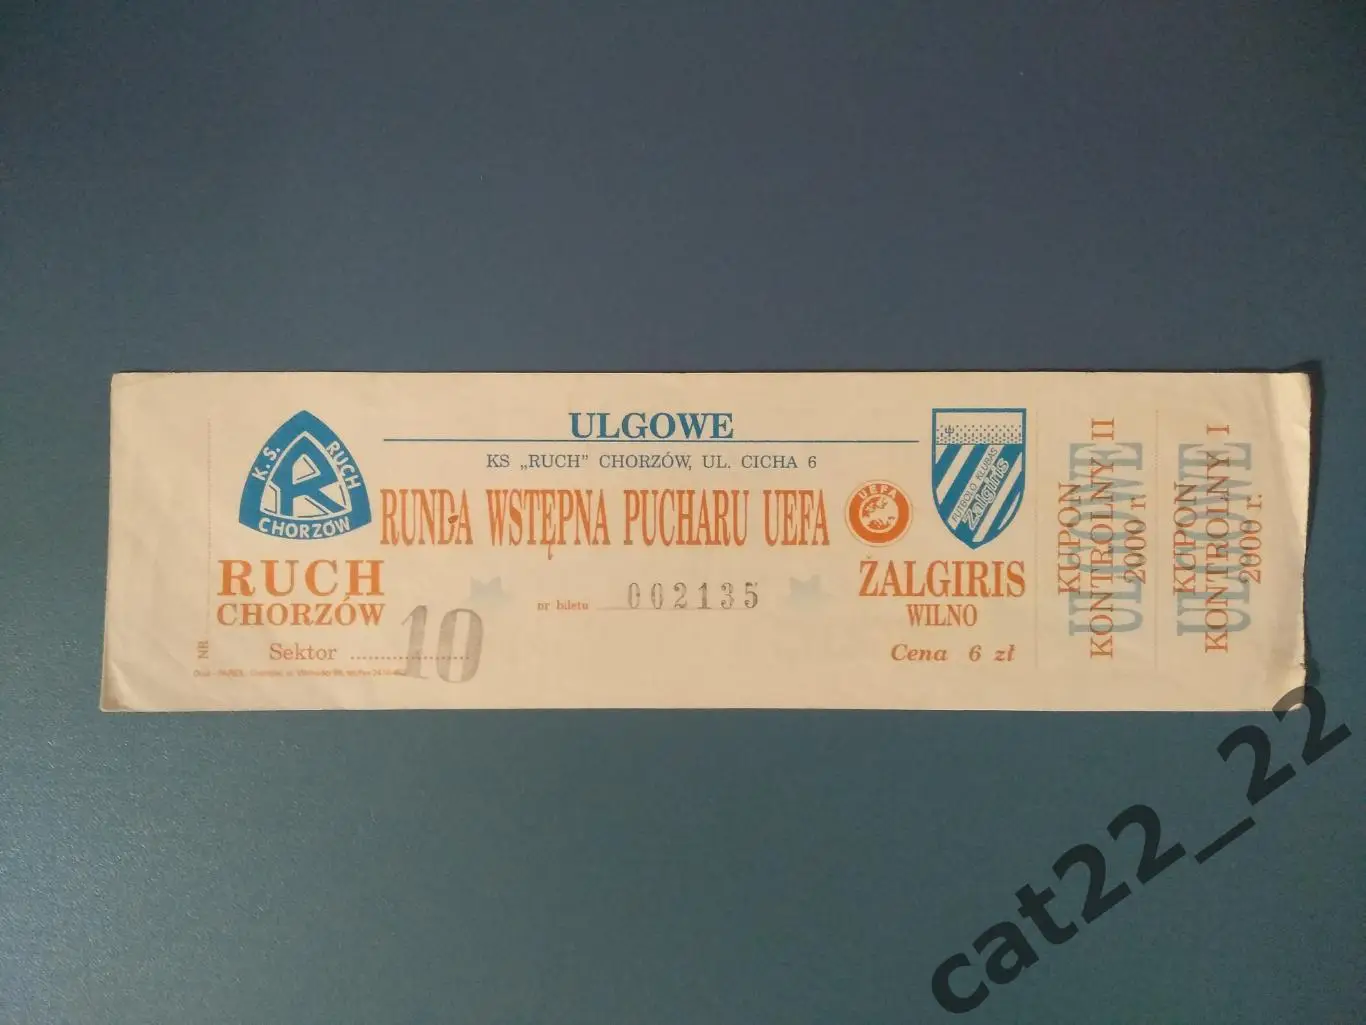 ULGOWE
KS „RUCH” CHORZÓW, UL. CICHA 6
K.S. RUCH
R
CHORZÓW
RUNDA WSTĘPNA PUCHARU UEFA
UEFA
FUTBOLO KLUBAS
Žalgiris
RUCH
CHORZÓW
ŻALGIRIS
WILNO
nr biletu 002135
NR
Sektor 10
Cena 6 zł
ULGOWE
KUPON
KONTROLNY II
2000 r.
ULGOWE
KUPON
KONTROLNY I
2000 r.
cat22_22